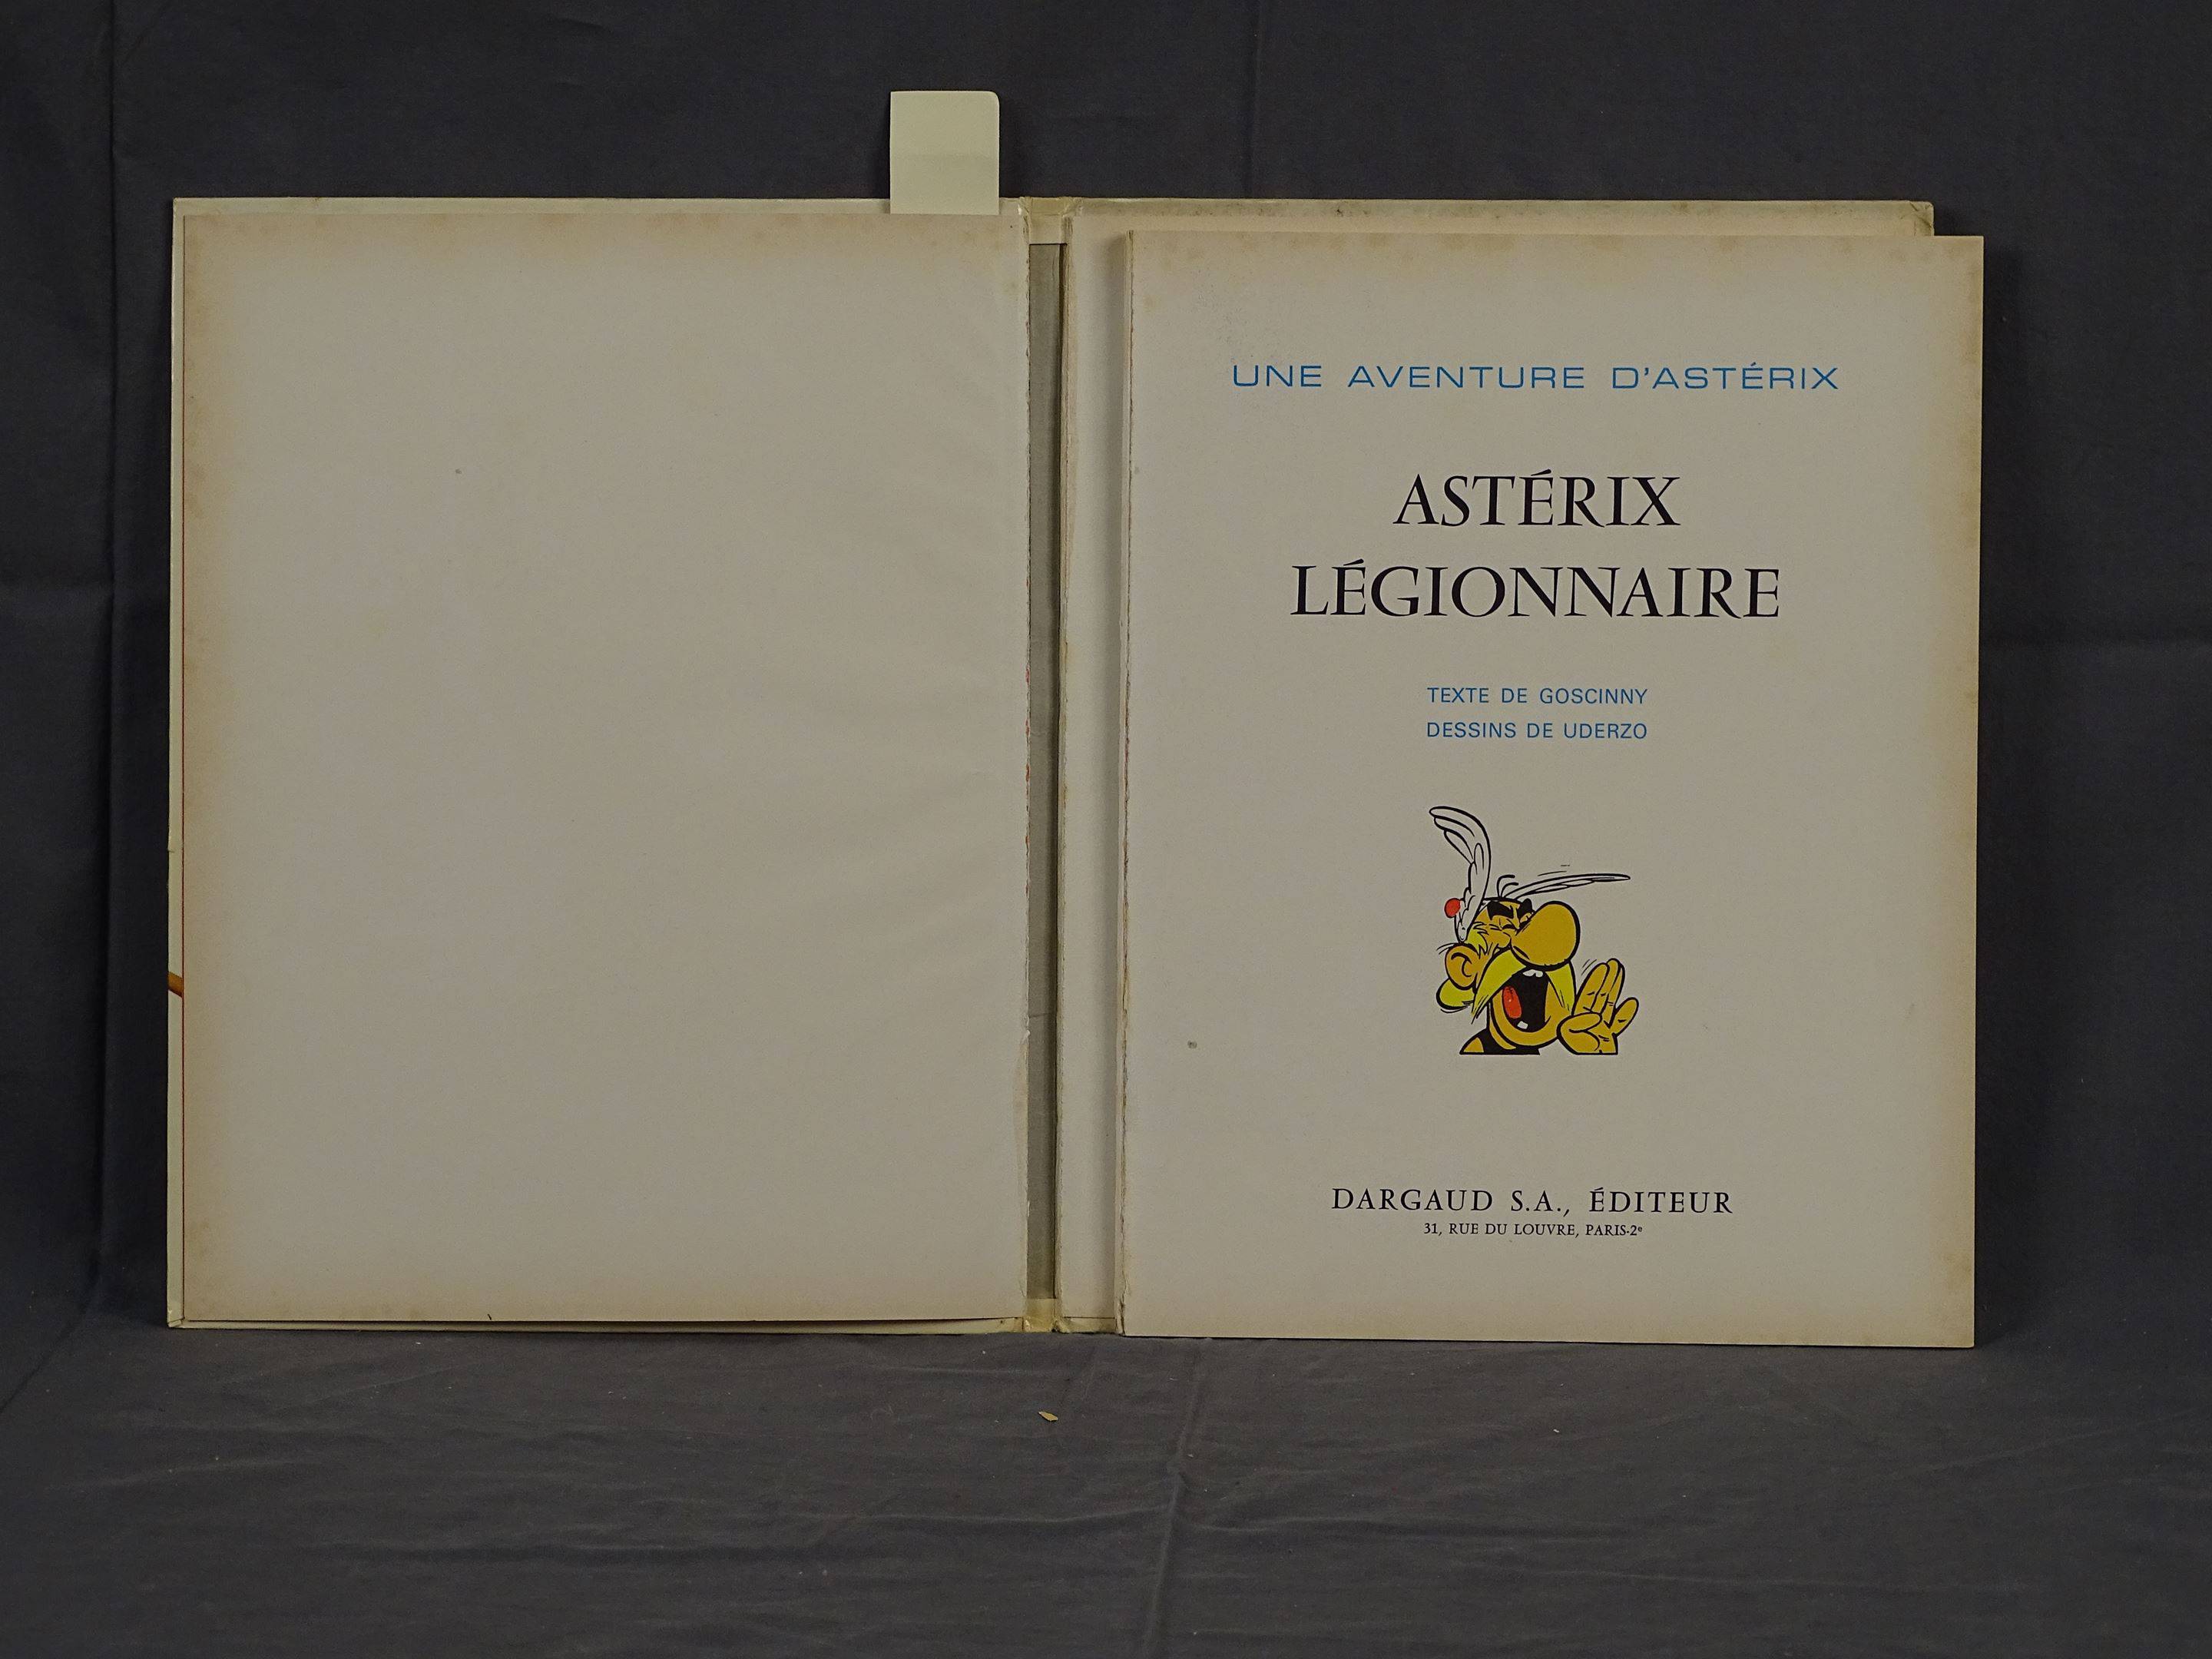 UNE AVENTURE D'ASTÉRIX
ASTÉRIX
LÉGIONNAIRE
TEXTE DE GOSCINNY
DESSINS DE UDERZO
DARGAUD S.A., ÉDITEUR
31, RUE DU LOUVRE, PARIS-2e